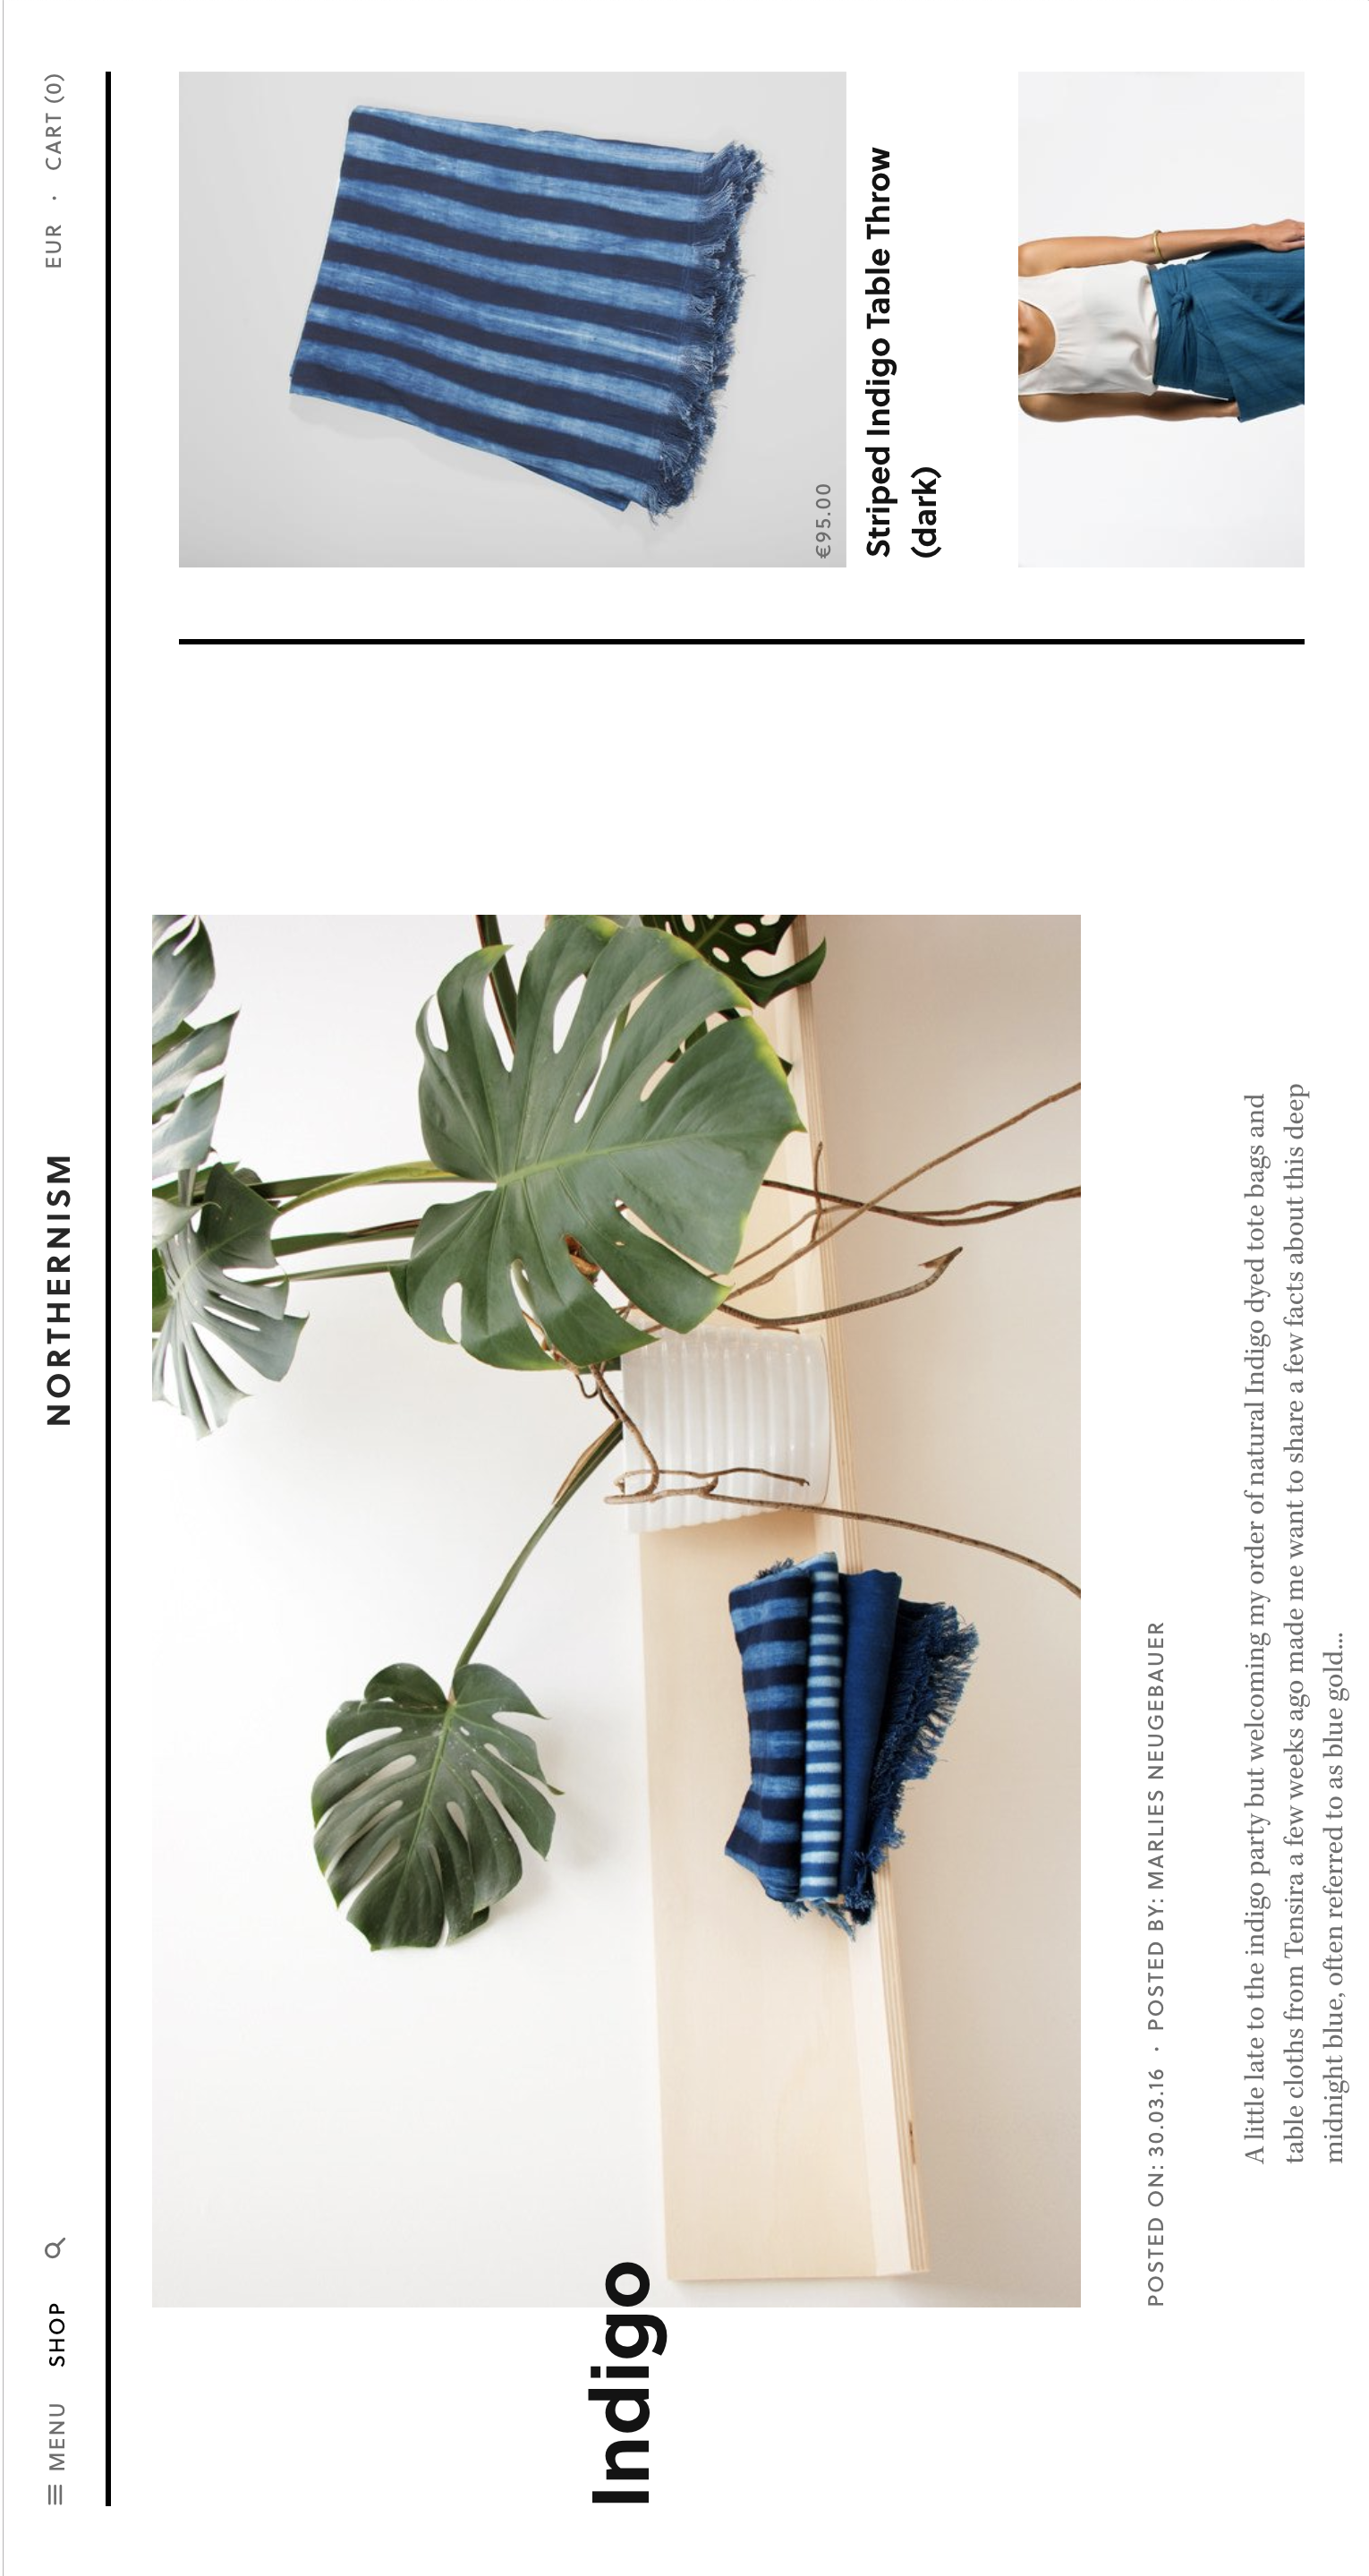 MENU SHOP
NORTHERNISM
EUR · CART (0)
Indigo
POSTED ON: 30.03.16 · POSTED BY: MARLIES NEUGEBAUER
A little late to the indigo party but welcoming my order of natural Indigo dyed tote bags and
table cloths from Tensira a few weeks ago made me want to share a few facts about this deep
midnight blue, often referred to as blue gold...
€95.00
Striped Indigo Table Throw
(dark)